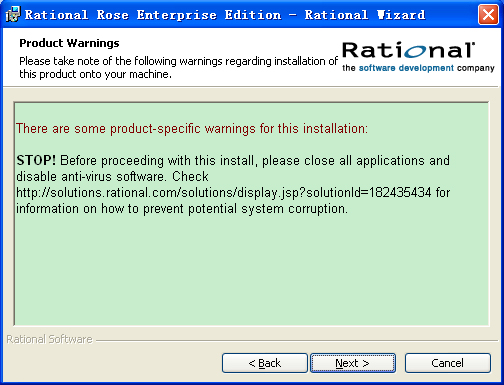 Rational Rose Enterprise Edition - Rational Wizard
Product Warnings
Please take note of the following warnings regarding installation of
this product onto your machine.
Rational
the software development company
There are some product-specific warnings for this installation:
STOP! Before proceeding with this install, please close all applications and
disable anti-virus software. Check
http://solutions.rational.com/solutions/display.jsp?solutionId=182435434 for
information on how to prevent potential system corruption.
Rational Software
< Back
Next >
Cancel